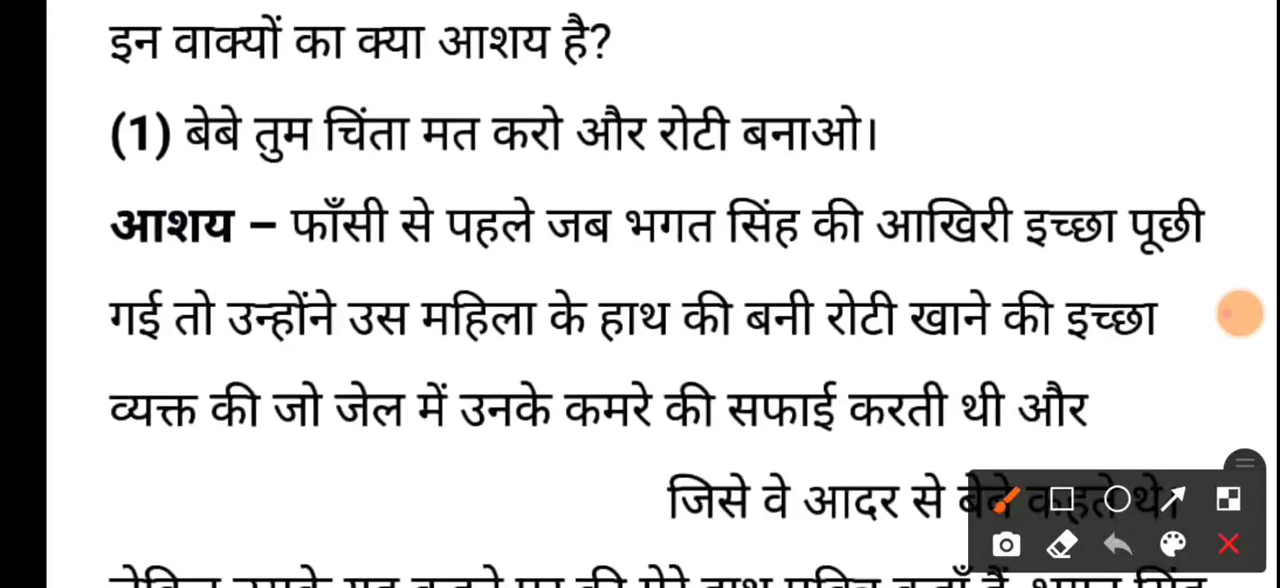 इन वाक्यों का क्या आशय है?
(1) बेबे तुम चिंता मत करो और रोटी बनाओ।
आशय – फाँसी से पहले जब भगत सिंह की आखिरी इच्छा पूछी
गई तो उन्होंने उस महिला के हाथ की बनी रोटी खाने की इच्छा
व्यक्त की जो जेल में उनके कमरे की सफाई करती थी और
जिसे वे आदर से बेबे कहते थे।